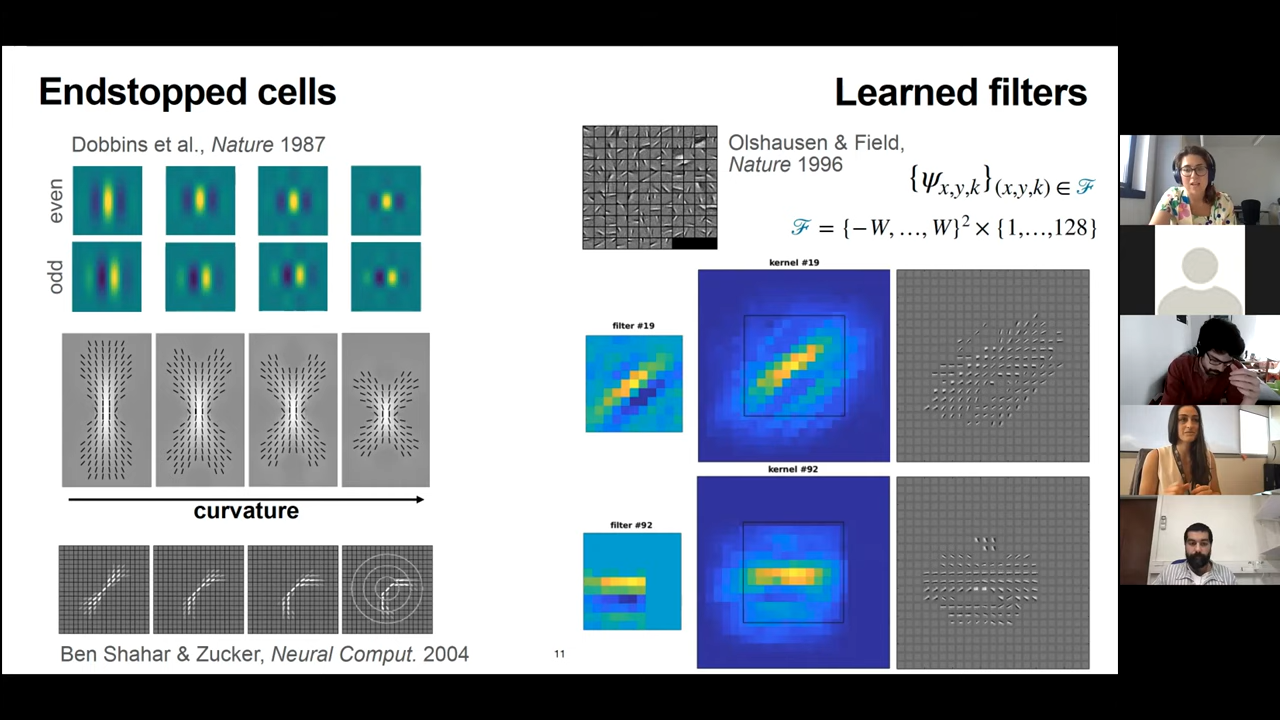 Endstopped cells
Dobbins et al., Nature 1987
even
odd
curvature
Ben Shahar & Zucker, Neural Comput. 2004
11
Learned filters
Olshausen & Field,
Nature 1996
{ψx,y,k}(x,y,k) ∈ ℱ
ℱ = {−W, …, W}² × {1,…,128}
kernel #19
filter #19
kernel #92
filter #92